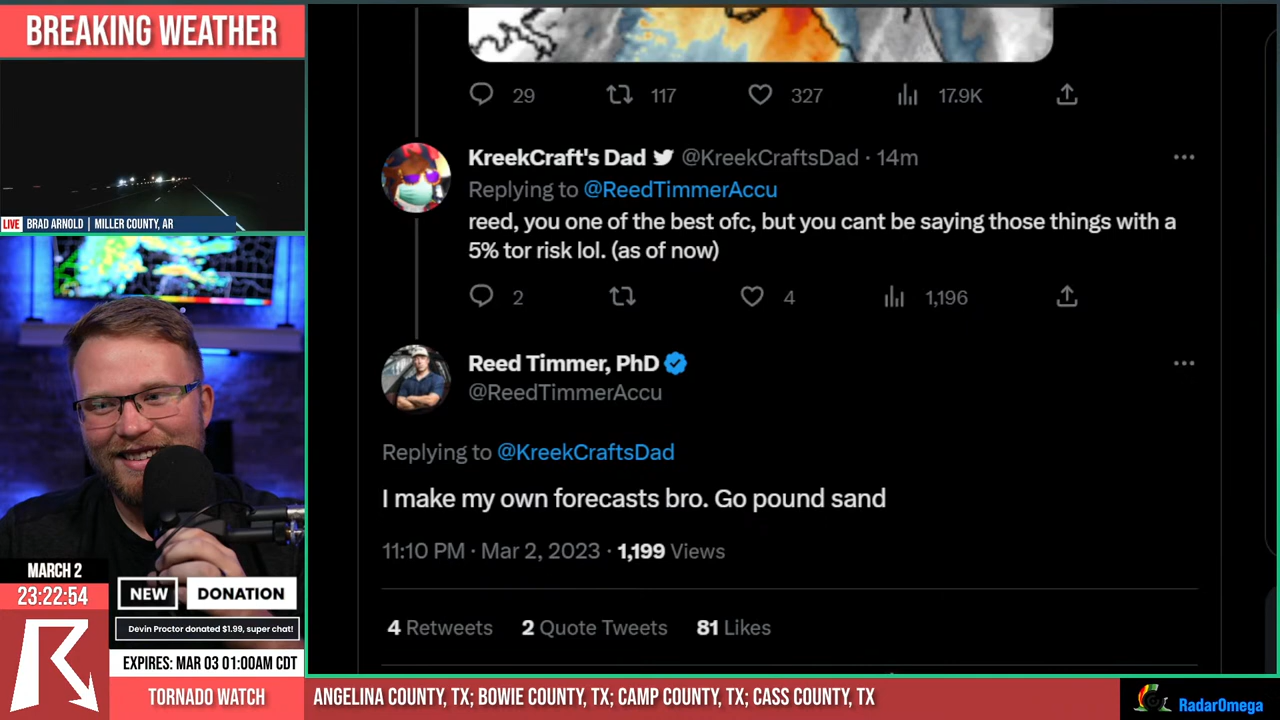 BREAKING WEATHER
LIVE BRAD ARNOLD | MILLER COUNTY, AR
29 117 327 17.9K
KreekCraft's Dad @KreekCraftsDad · 14m
Replying to @ReedTimmerAccu
reed, you one of the best ofc, but you cant be saying those things with a
5% tor risk lol. (as of now)
2 4 1,196
Reed Timmer, PhD
@ReedTimmerAccu
Replying to @KreekCraftsDad
I make my own forecasts bro. Go pound sand
11:10 PM · Mar 2, 2023 · 1,199 Views
4 Retweets 2 Quote Tweets 81 Likes
MARCH 2
23:22:54
NEW DONATION
Devin Proctor donated $1.99, super chat!
EXPIRES: MAR 03 01:00AM CDT
TORNADO WATCH
ANGELINA COUNTY, TX; BOWIE COUNTY, TX; CAMP COUNTY, TX; CASS COUNTY, TX
RadarOmega